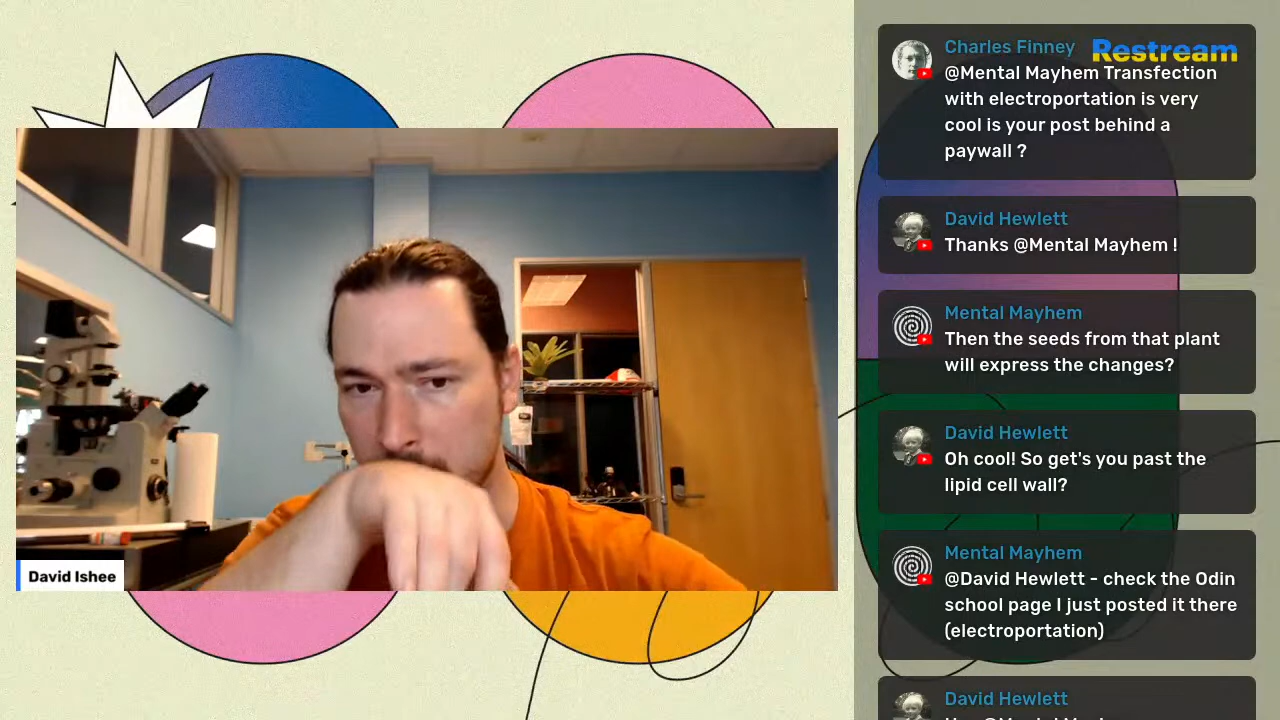 Charles Finney
Restream
@Mental Mayhem Transfection
with electroportation is very
cool is your post behind a
paywall ?
David Hewlett
Thanks @Mental Mayhem !
Mental Mayhem
Then the seeds from that plant
will express the changes?
David Hewlett
Oh cool! So get's you past the
lipid cell wall?
Mental Mayhem
@David Hewlett - check the Odin
school page I just posted it there
(electroportation)
David Hewlett
David Ishee